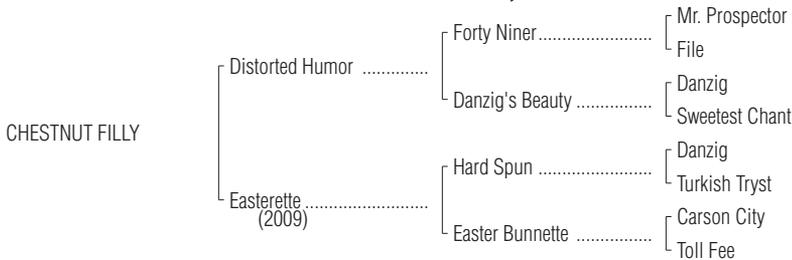 Mr. Prospector
Forty Niner.......................
File
Distorted Humor ..............
Danzig
Danzig's Beauty ................
Sweetest Chant
CHESTNUT FILLY
Danzig
Hard Spun ........................
Turkish Tryst
Easterette..........................
(2009)
Carson City
Easter Bunnette ................
Toll Fee